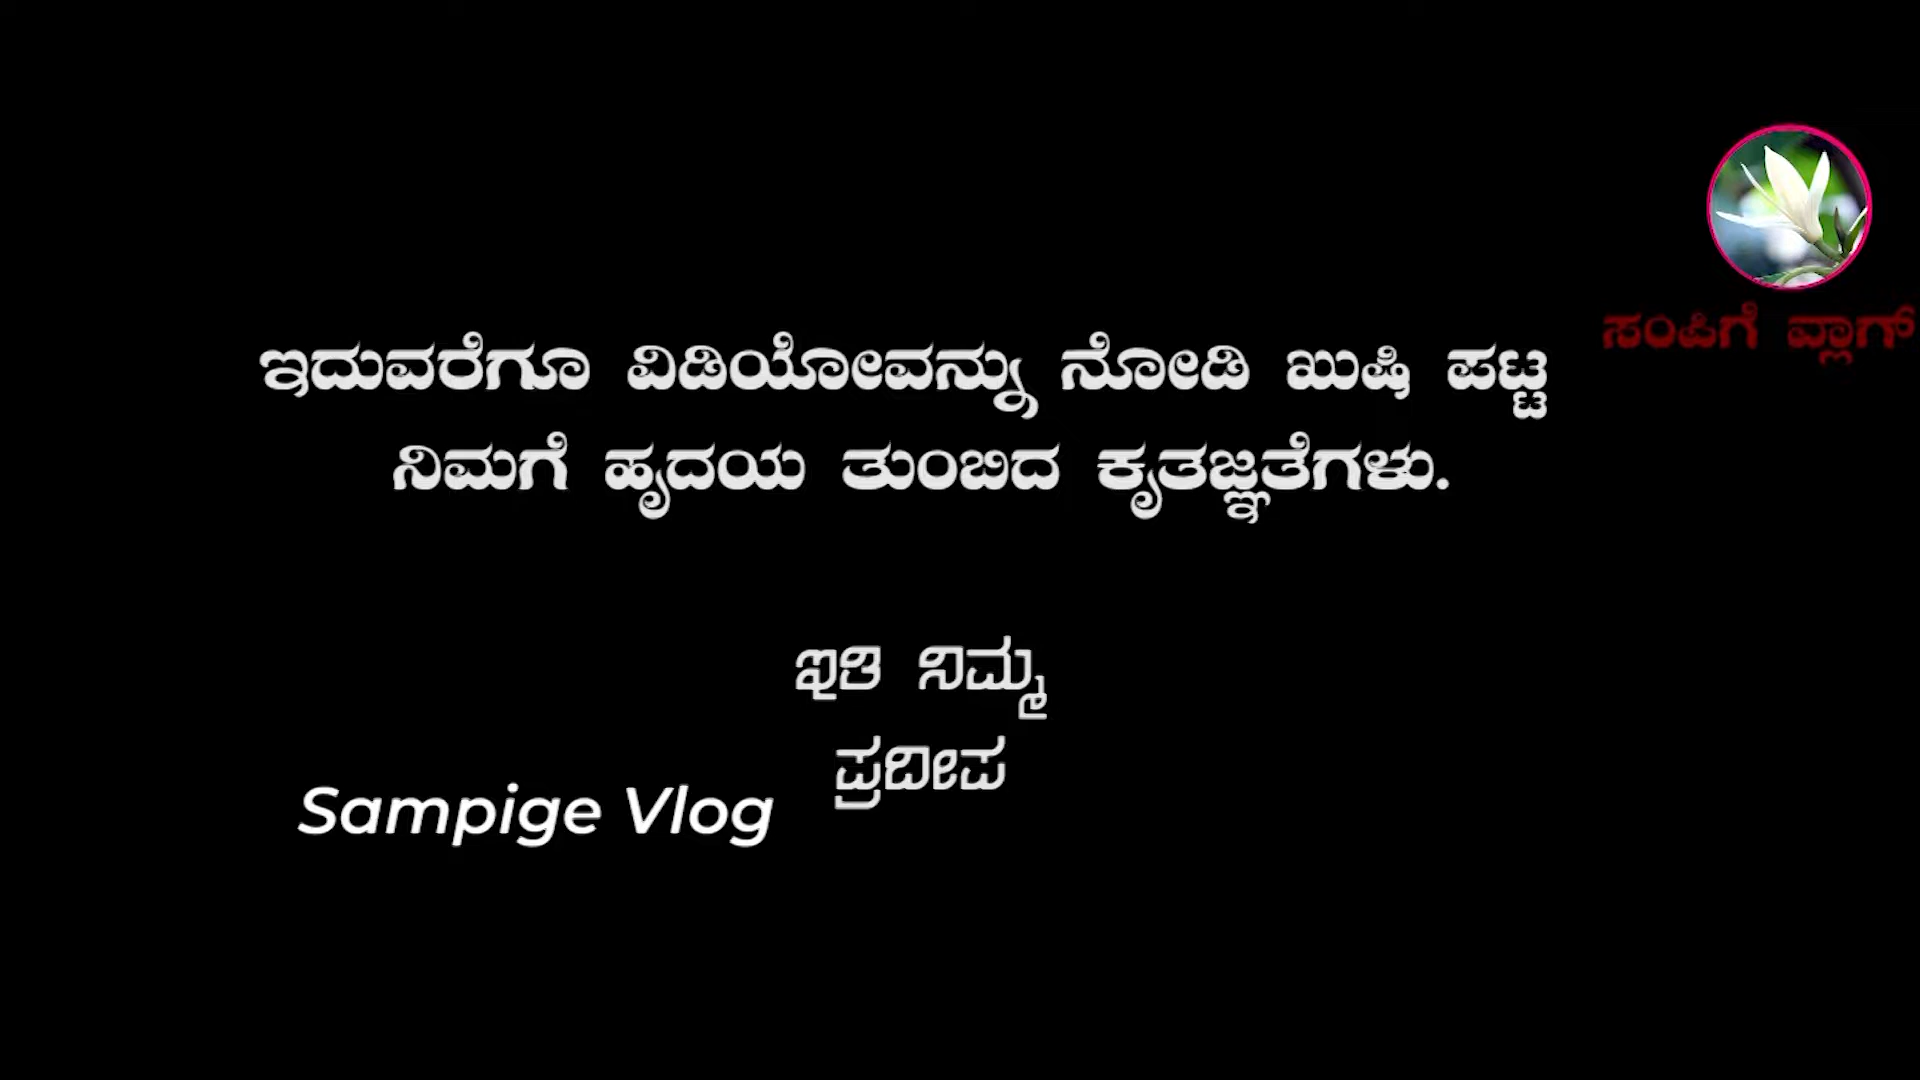 ಸಂಪಿಗೆ ವ್ಲಾಗ್
ಇದುವರೆಗೂ ವಿಡಿಯೋವನ್ನು ನೋಡಿ ಖುಷಿ ಪಟ್ಟ
ನಿಮಗೆ ಹೃದಯ ತುಂಬಿದ ಕೃತಜ್ಞತೆಗಳು.
ಇತಿ ನಿಮ್ಮ
ಪ್ರದೀಪ
Sampige Vlog